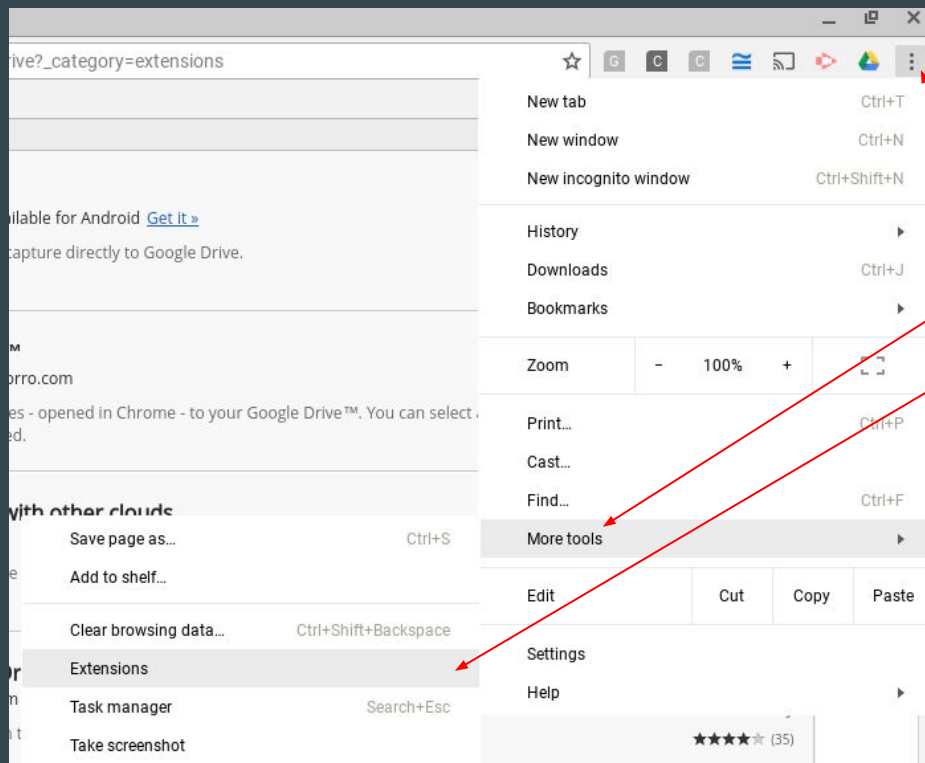 rive?_category=extensions
G C C
New tab Ctrl+T
New window Ctrl+N
New incognito window Ctrl+Shift+N
History
Downloads Ctrl+J
Bookmarks
Zoom - 100% +
Print... Ctrl+P
Cast...
Find... Ctrl+F
More tools
Edit Cut Copy Paste
Settings
Help
ilable for Android Get it »
capture directly to Google Drive.
orro.com
es - opened in Chrome - to your Google Drive™. You can select
ed.
with other clouds
Save page as... Ctrl+S
Add to shelf...
Clear browsing data... Ctrl+Shift+Backspace
Extensions
Task manager Search+Esc
Take screenshot
(35)